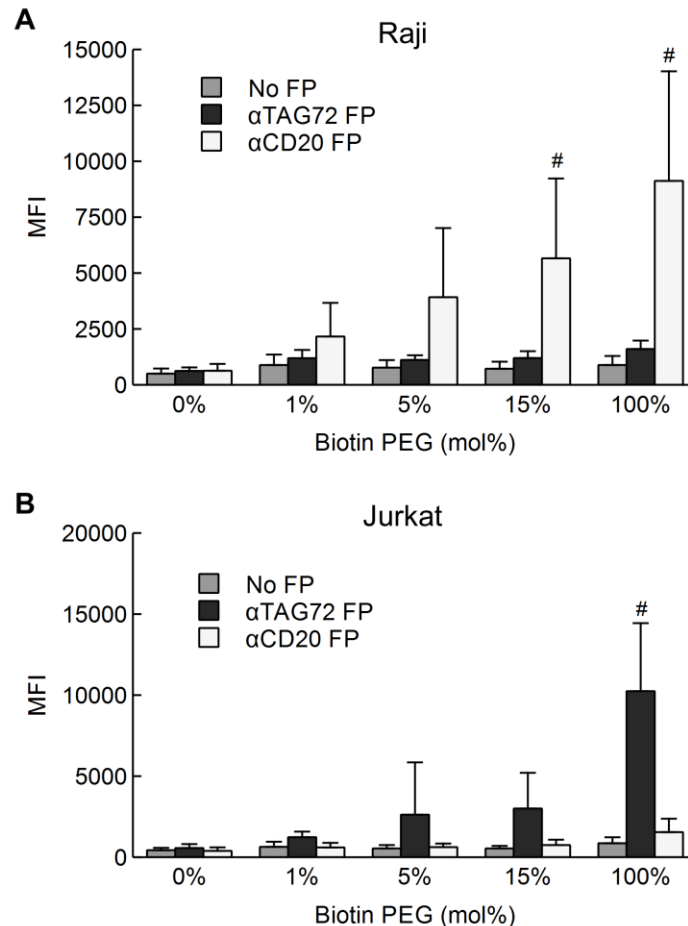 A
Raji
15000
12500
10000
7500
5000
2500
0
MFI
No FP
αTAG72 FP
αCD20 FP
#
#
0% 1% 5% 15% 100%
Biotin PEG (mol%)
B
Jurkat
20000
15000
10000
5000
0
MFI
No FP
αTAG72 FP
αCD20 FP
#
0% 1% 5% 15% 100%
Biotin PEG (mol%)